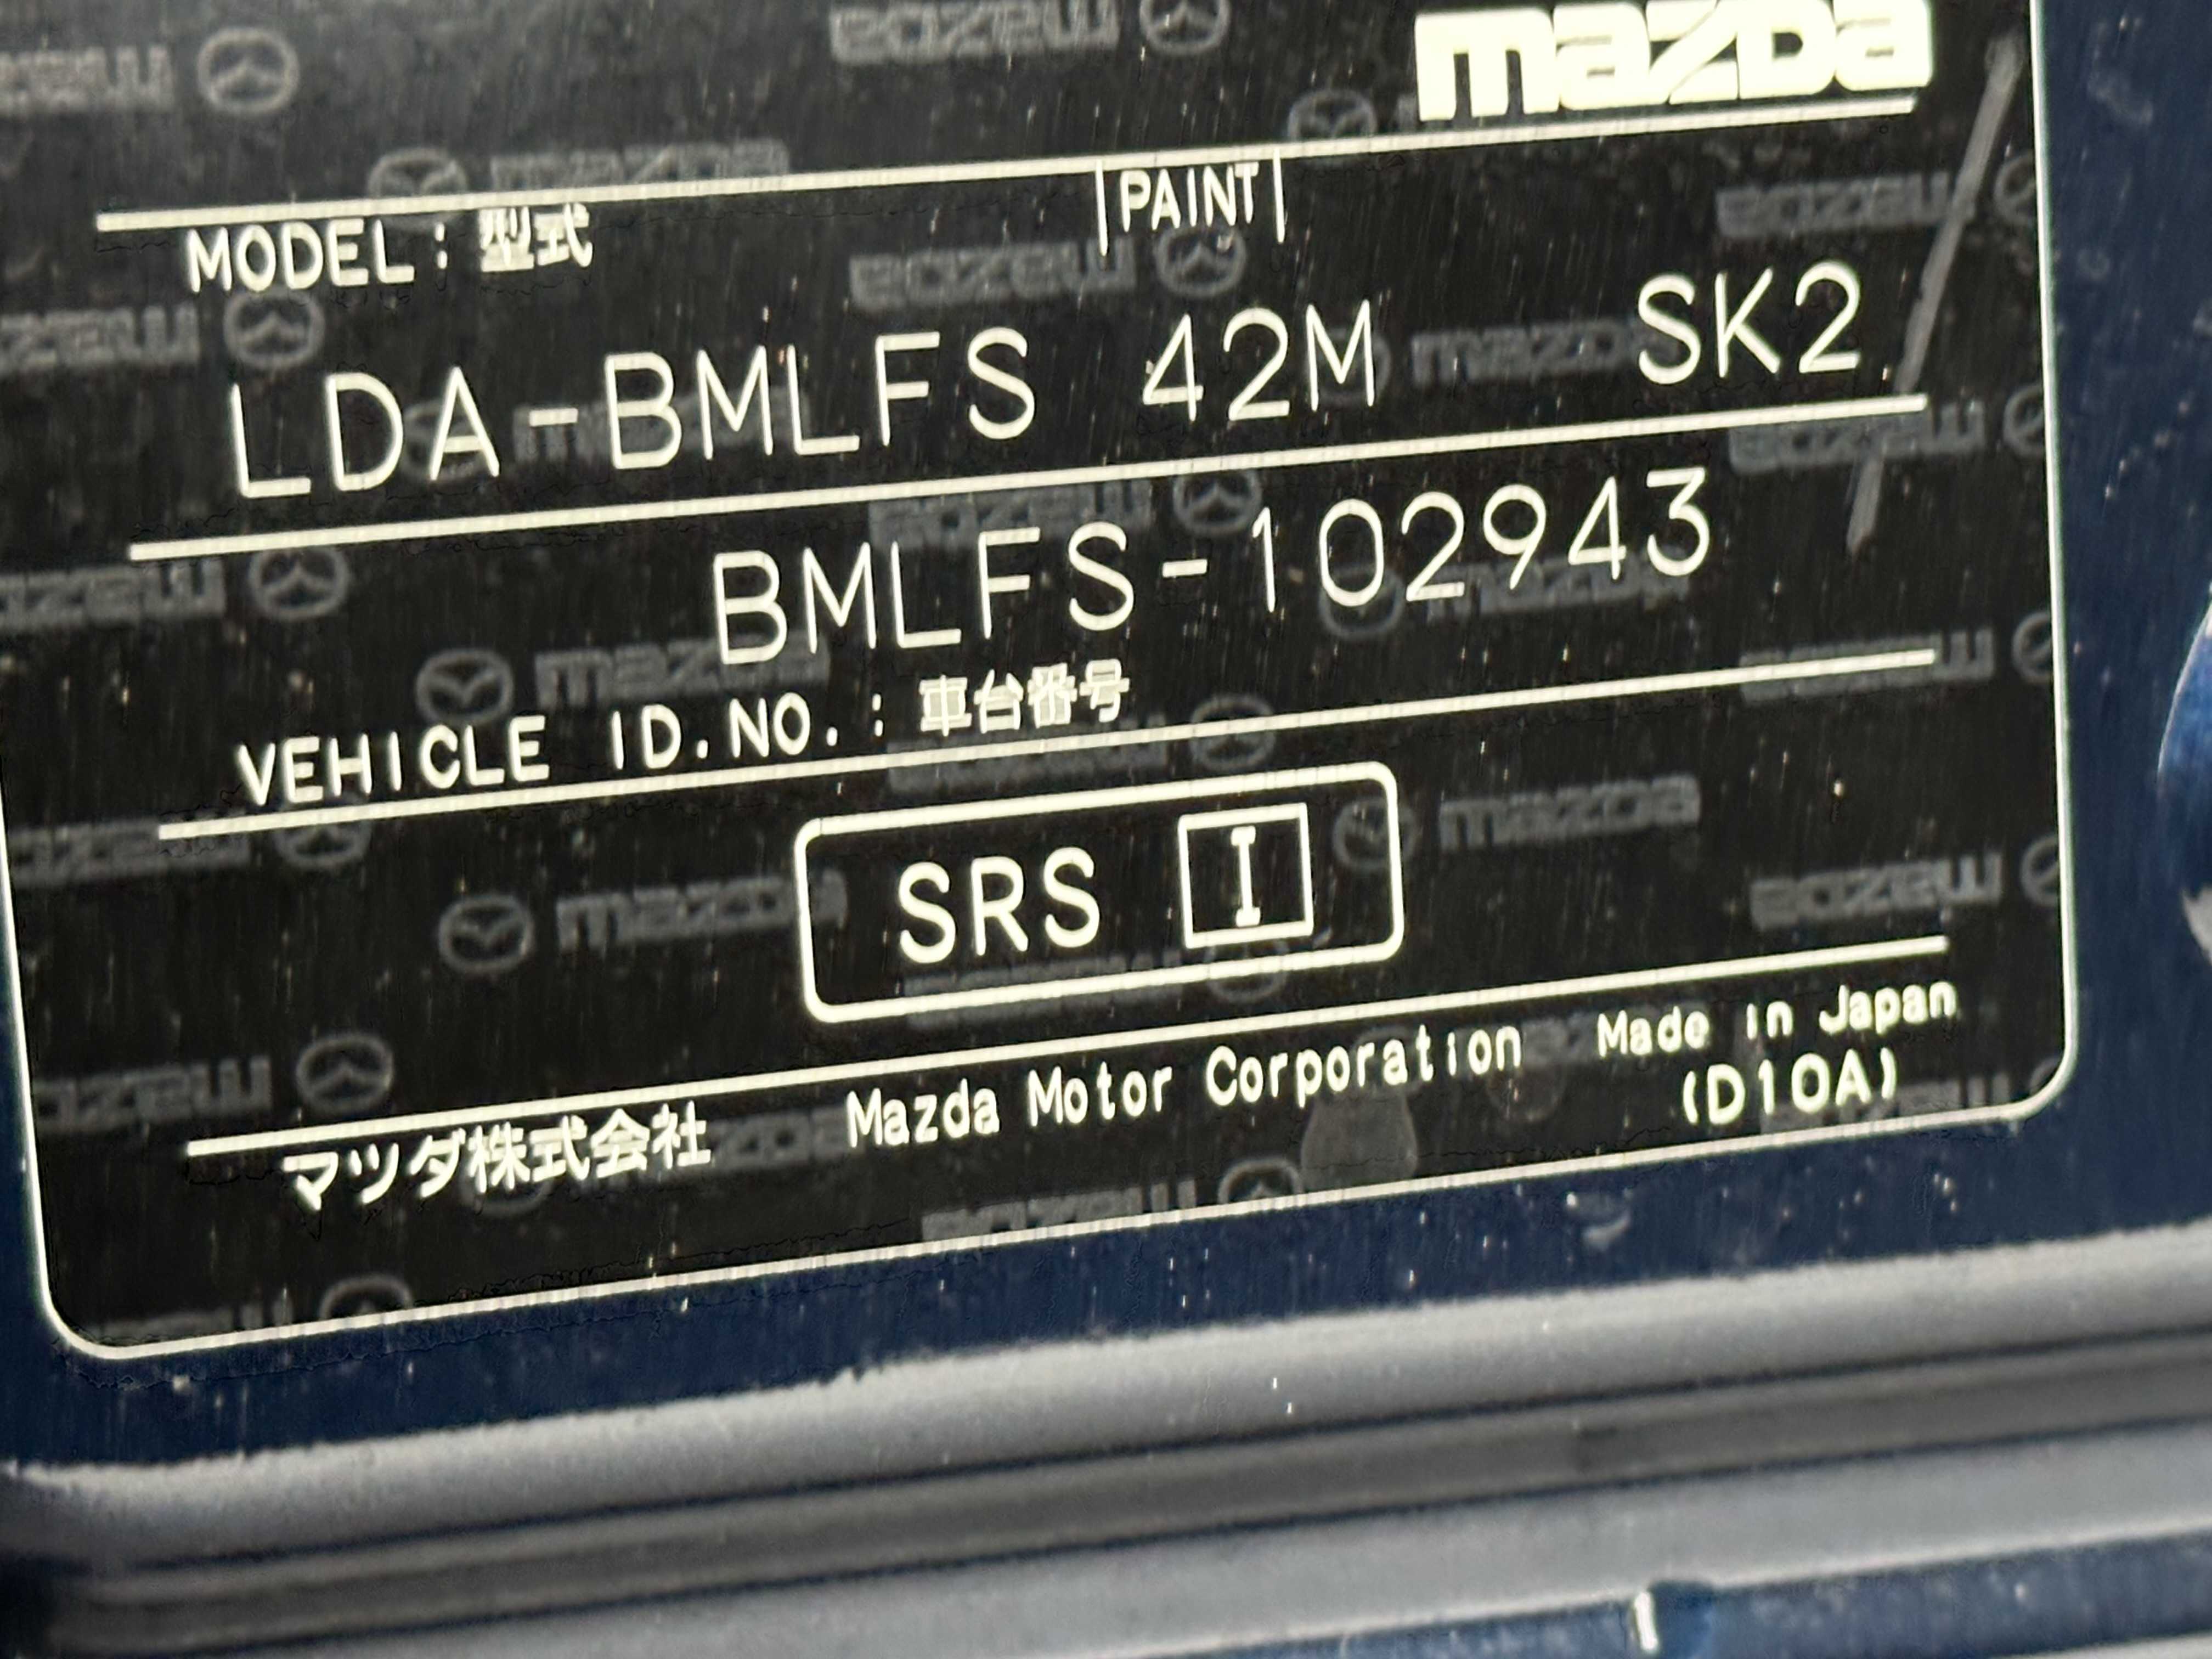 mazda
MODEL : 型式 PAINT
LDA-BMLFS 42M SK2
BMLFS-102943
VEHICLE ID.NO. : 車台番号
SRS I
マツダ株式会社 Mazda Motor Corporation Made in Japan
(D10A)